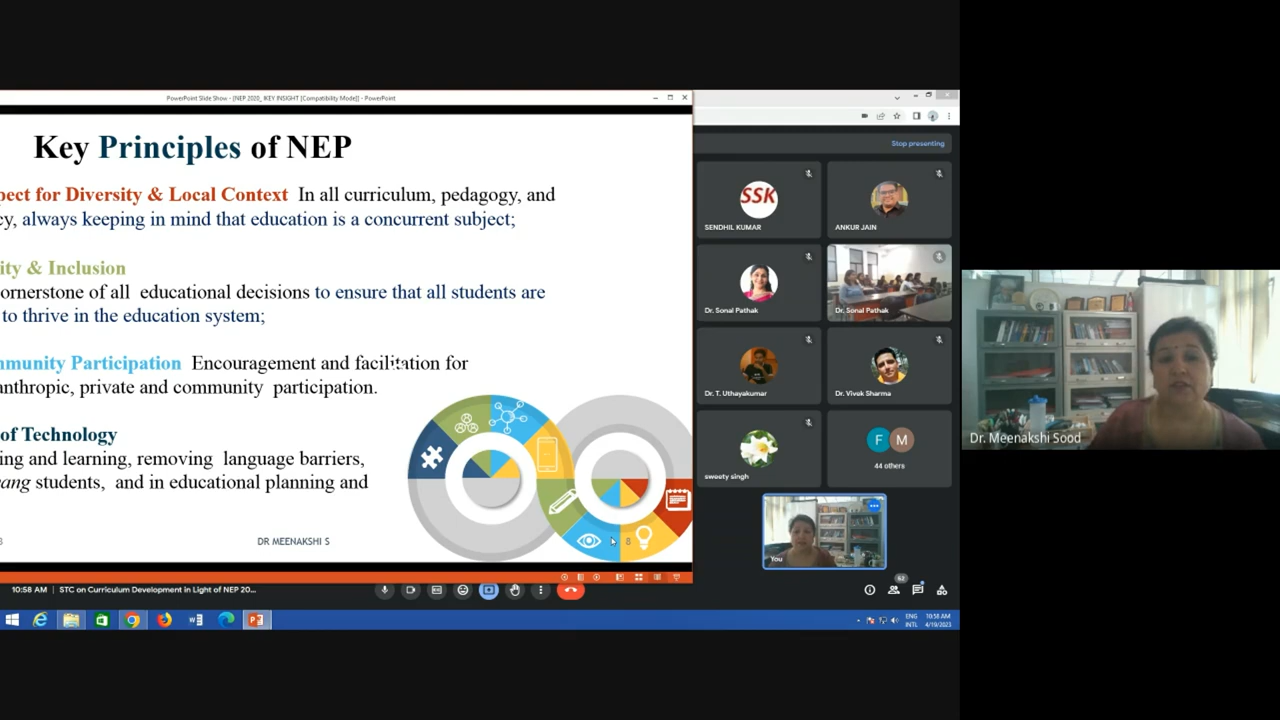 PowerPoint Slide Show - [NEP 2020_ IKEY INSIGHT [Compatibility Mode]] - PowerPoint
Key Principles of NEP
pect for Diversity & Local Context In all curriculum, pedagogy, and
cy, always keeping in mind that education is a concurrent subject;
ity & Inclusion
ornerstone of all educational decisions to ensure that all students are
to thrive in the education system;
mmunity Participation Encouragement and facilitation for
anthropic, private and community participation.
of Technology
ing and learning, removing language barriers,
ang students, and in educational planning and
DR MEENAKSHI S
8
Stop presenting
SSK
SENDHIL KUMAR
ANKUR JAIN
Dr. Sonal Pathak
Dr. Sonal Pathak
Dr. T. Uthayakumar
Dr. Vivek Sharma
sweety singh
F M
44 others
You
62
10:58 AM | STC on Curriculum Development in Light of NEP 20...
ENG
INTL
10:58 AM
4/19/2023
Dr. Meenakshi Sood